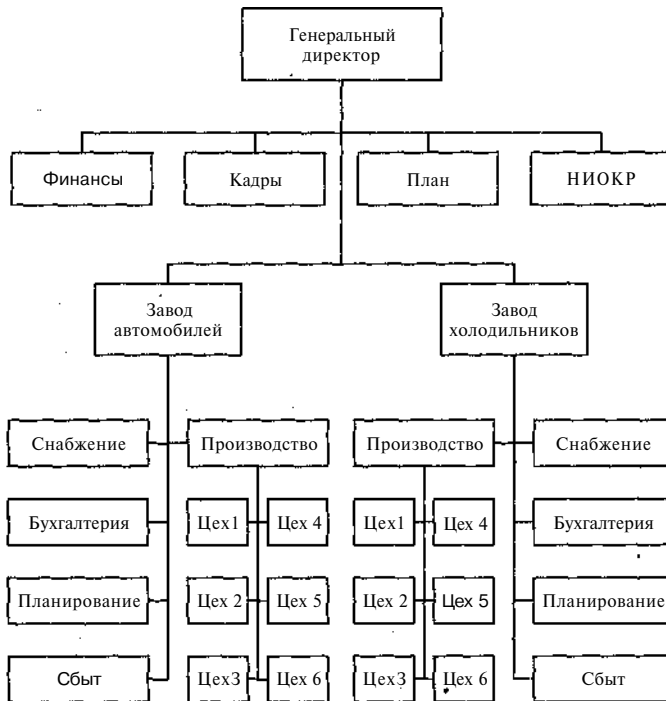 Генеральный
директор
Финансы
Кадры
План
НИОКР
Завод
автомобилей
Завод
холодильников
Снабжение
Производство
Производство
Снабжение
Бухгалтерия
Цех1
Цех 4
Цех1
Цех 4
Бухгалтерия
Планирование
Цех 2
Цех 5
Цех 2
Цех 5
Планирование
Сбыт
Цех3
Цех 6
Цех3
Цех 6
Сбыт